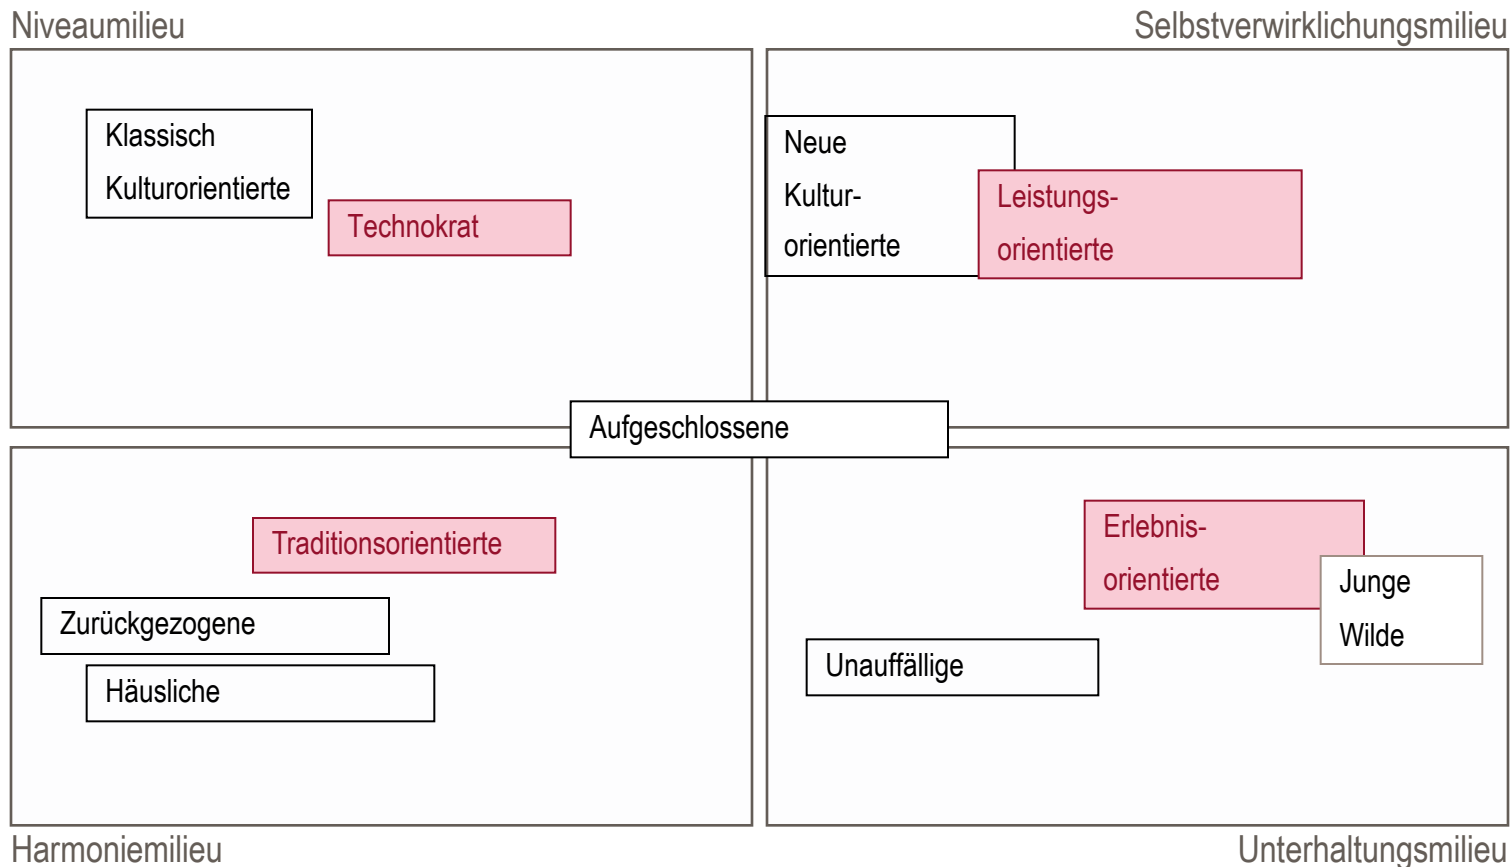 Niveaumilieu
Selbstverwirklichungsmilieu
Klassisch
Kulturorientierte
Technokrat
Neue
Kultur-
orientierte
Leistungs-
orientierte
Aufgeschlossene
Traditionsorientierte
Zurückgezogene
Häusliche
Erlebnis-
orientierte
Junge
Wilde
Unauffällige
Harmoniemilieu
Unterhaltungsmilieu